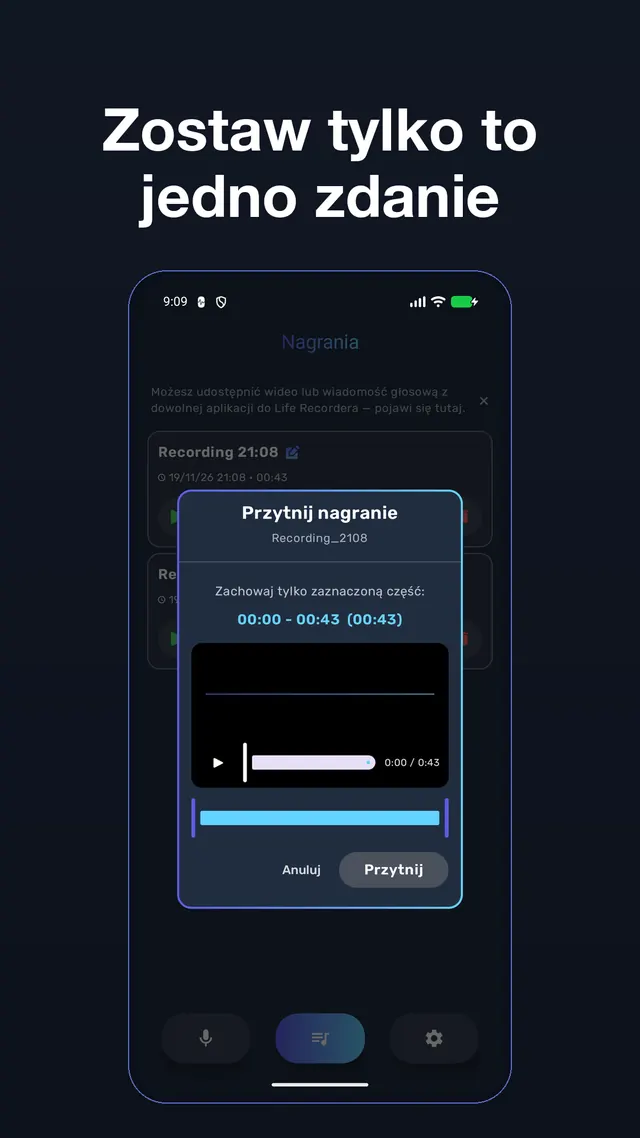 Zostaw tylko to
jedno zdanie
9:09
Nagrania
Możesz udostępnić wideo lub wiadomość głosową z
dowolnej aplikacji do Life Recordera — pojawi się tutaj.
Recording 21:08
19/11/26 21:08 • 00:43
Przytnij nagranie
Recording_2108
Re
19
Zachowaj tylko zaznaczoną część:
00:00 - 00:43 (00:43)
0:00 / 0:43
Anuluj
Przytnij